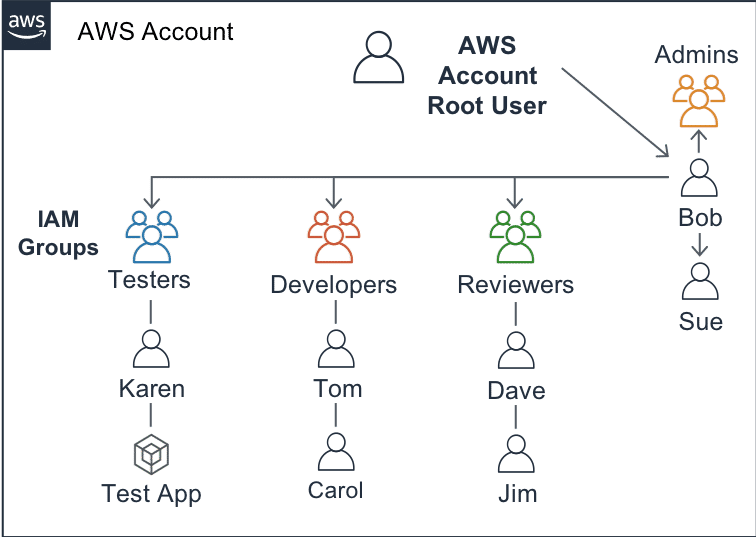 aws
AWS Account
AWS
Account
Root User
Admins
Bob
Sue
IAM
Groups
Testers
Developers
Reviewers
Karen
Tom
Dave
Test App
Carol
Jim